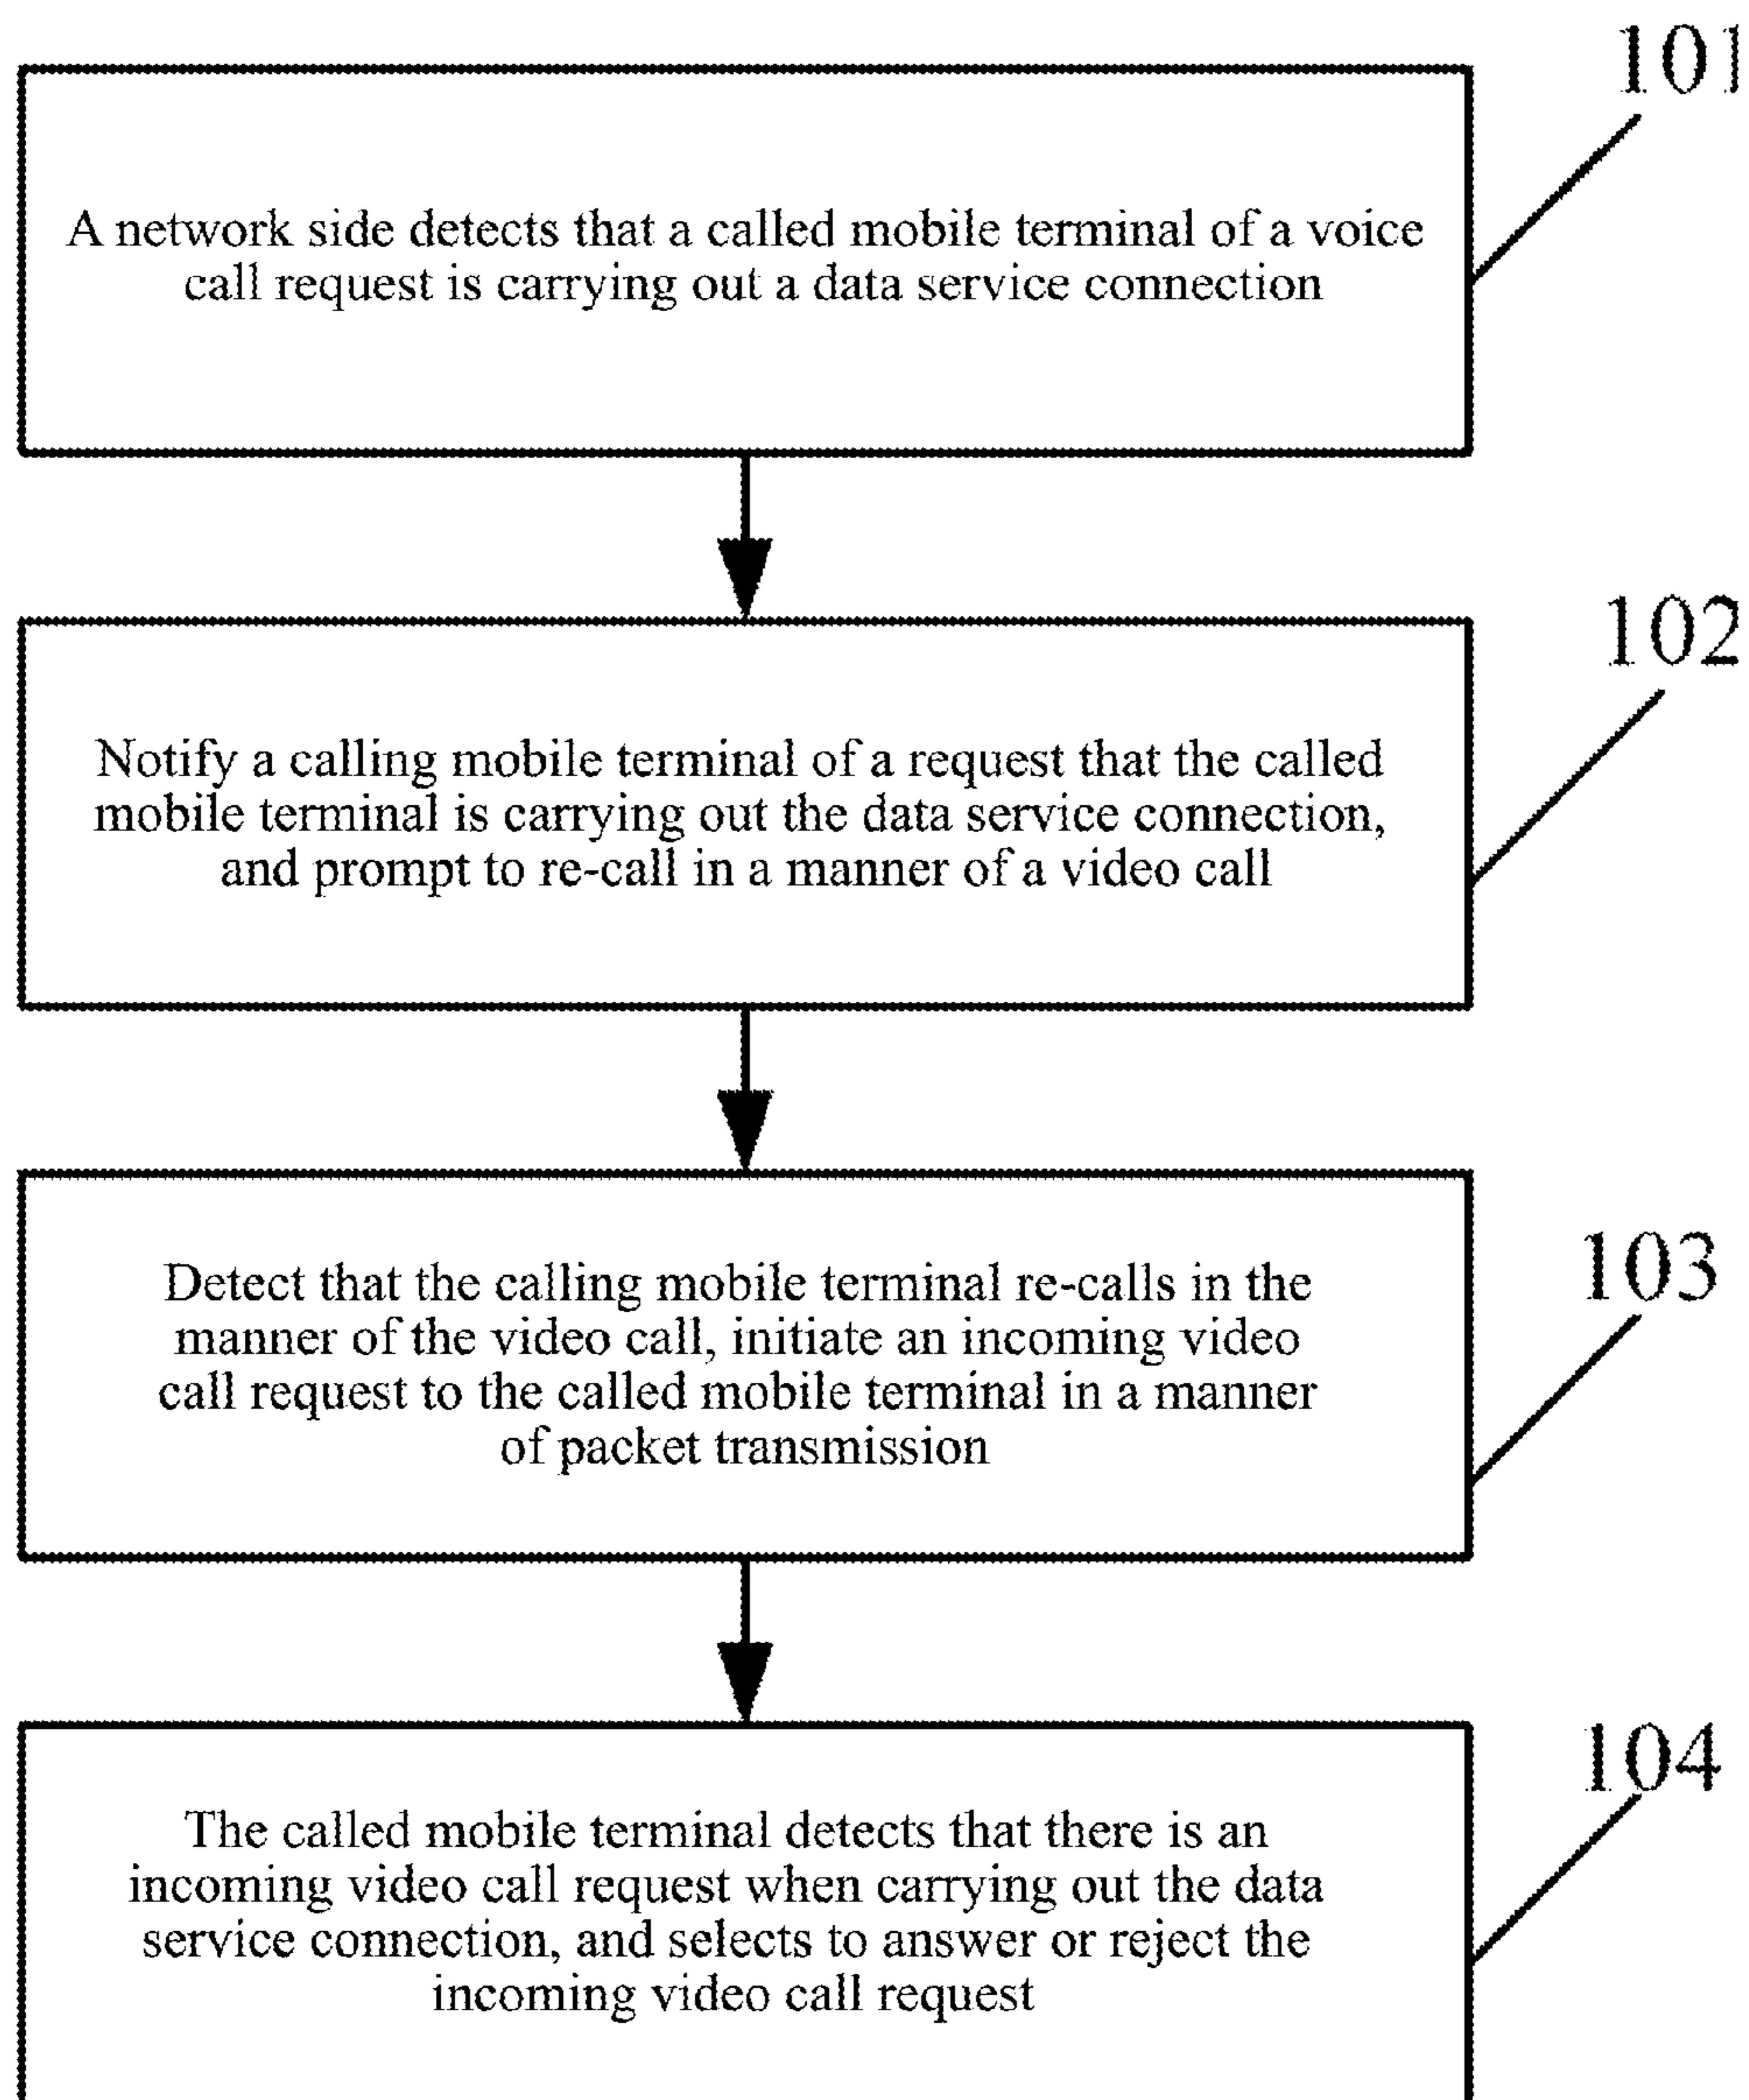 101
A network side detects that a called mobile terminal of a voice
call request is carrying out a data service connection
102
Notify a calling mobile terminal of a request that the called
mobile terminal is carrying out the data service connection,
and prompt to re-call in a manner of a video call
103
Detect that the calling mobile terminal re-calls in the
manner of the video call, initiate an incoming video
call request to the called mobile terminal in a manner
of packet transmission
104
The called mobile terminal detects that there is an
incoming video call request when carrying out the data
service connection, and selects to answer or reject the
incoming video call request